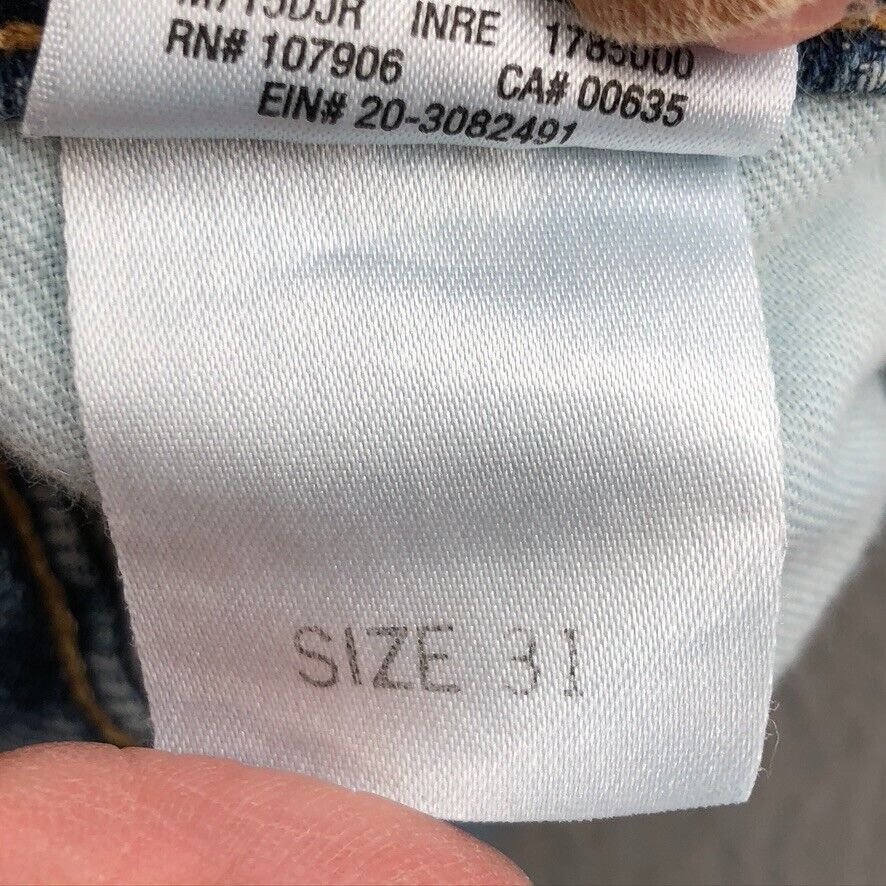 INRE
RN# 107906 CA# 00635
EIN# 20-3082491
SIZE 31